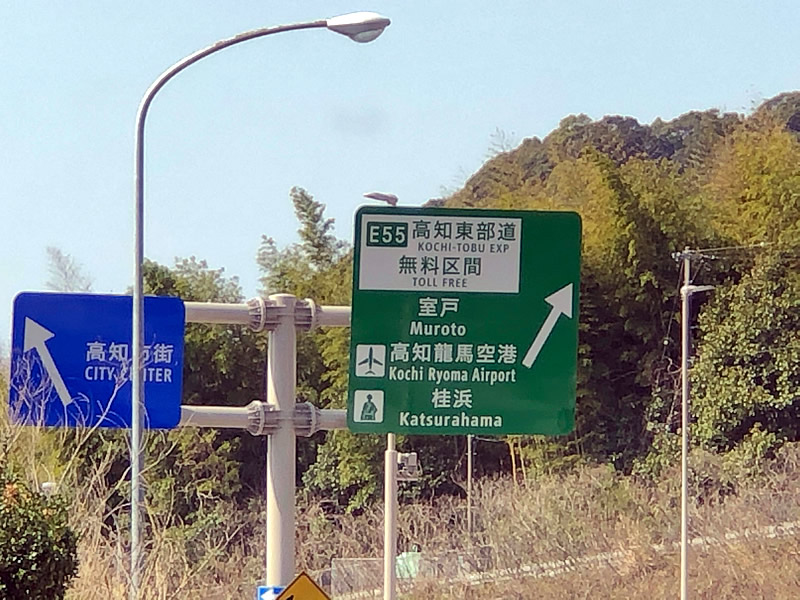 高知市街
CITY CENTER
E55 高知東部道
KOCHI-TOBU EXP
無料区間
TOLL FREE
室戸
Muroto
高知龍馬空港
Kochi Ryoma Airport
桂浜
Katsurahama